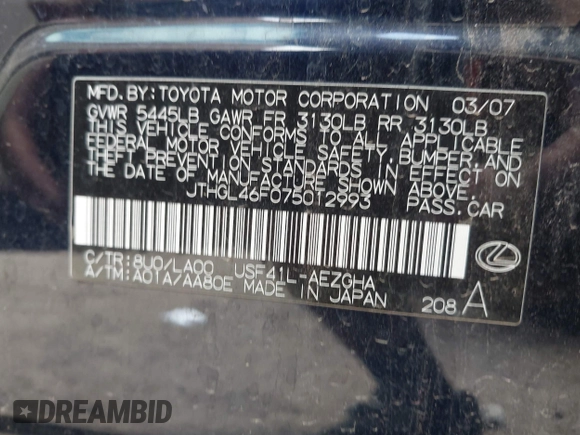 MFD. BY: TOYOTA MOTOR CORPORATION 03/07
GVWR 5445LB GAWR FR 3130LB RR 3130LB
THIS VEHICLE CONFORMS TO ALL APPLICABLE
FEDERAL MOTOR VEHICLE SAFETY, BUMPER, AND
THEFT PREVENTION STANDARDS IN EFFECT ON
THE DATE OF MANUFACTURE SHOWN ABOVE.
JTHGL46F075012993 PASS. CAR
C/TR: 8U0/LA00 USF41L-AEZGHA
A/TM: A01A/AA80E MADE IN JAPAN 208 A
DREAMBID